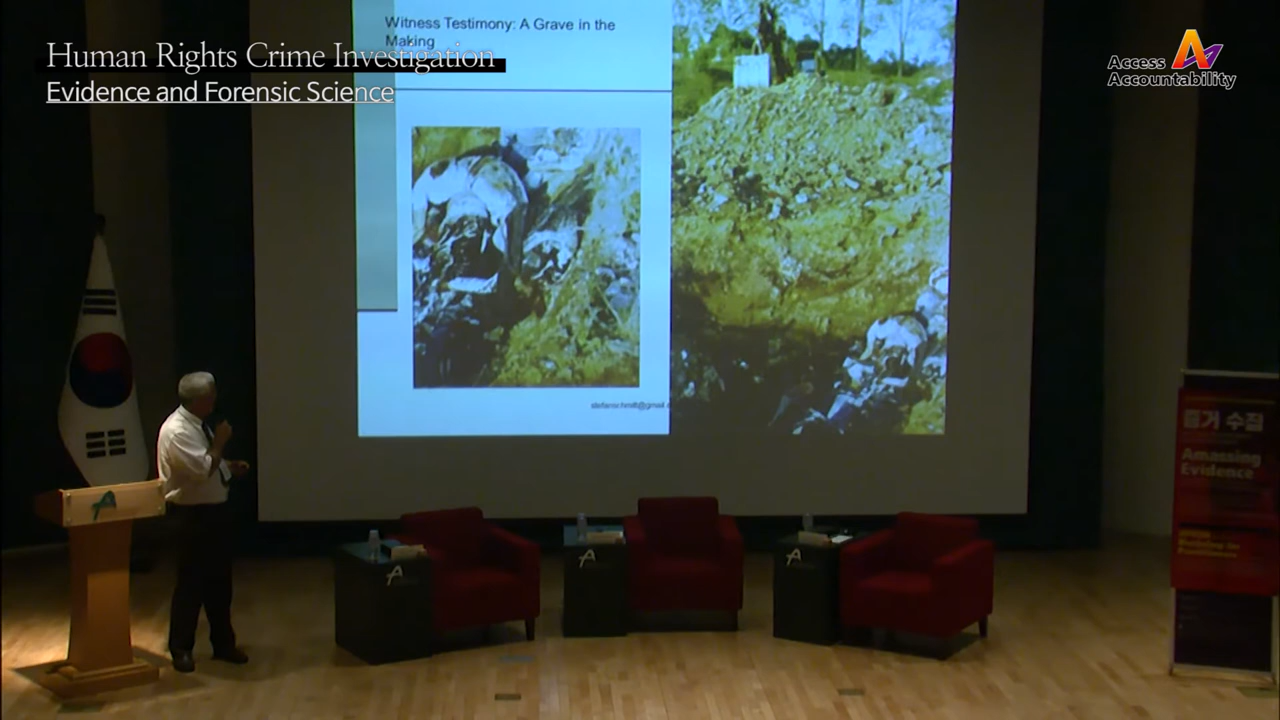 Human Rights Crime Investigation
Evidence and Forensic Science
Access
Accountability
Witness Testimony: A Grave in the
Making
증거 수집
Amassing
Evidence